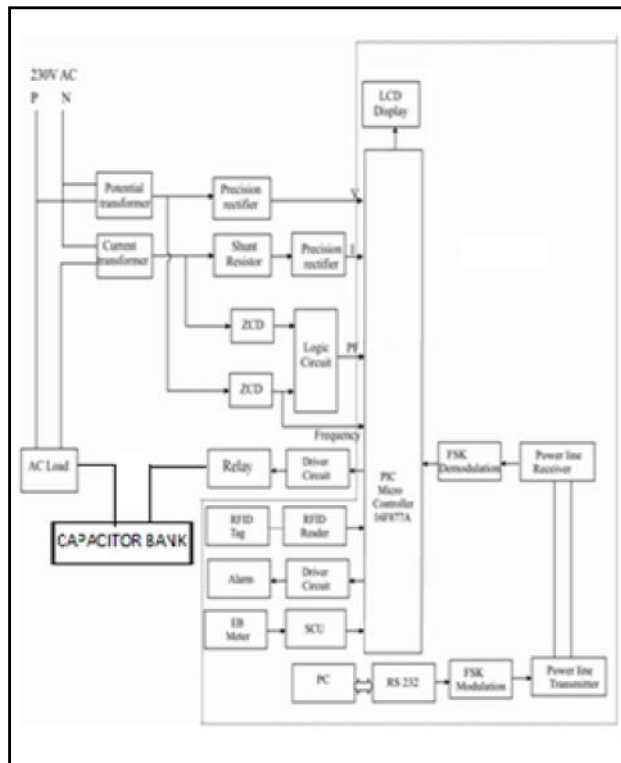 230V AC
P N
LCD
Display
Potential
transformer
Precision
rectifier
V
Current
transformer
Shunt
Resistor
Precision
rectifier
I
ZCD
Logic
Circuit
PF
ZCD
Frequency
AC Load
Relay
Driver
Circuit
CAPACITOR BANK
PIC
Micro
Controller
16F877A
FSK
Demodulation
Power line
Receiver
RFID
Tag
RFID
Reader
Alarm
Driver
Circuit
EB
Meter
SCU
PC
RS 232
FSK
Modulation
Power line
Transmitter